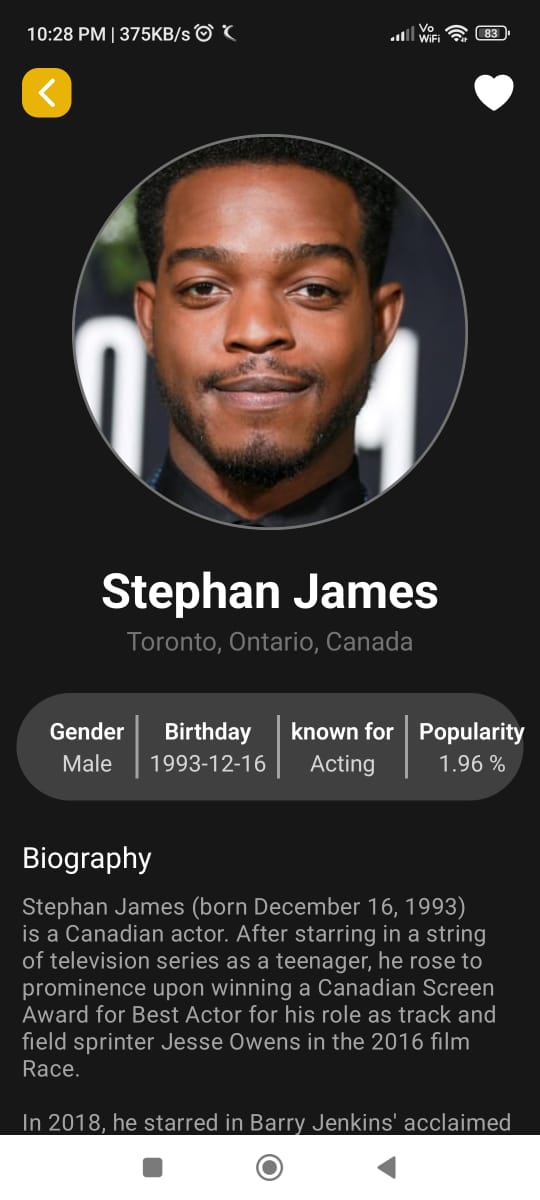 10:28 PM | 375KB/s
Vo
WiFi
83
Stephan James
Toronto, Ontario, Canada
Gender Birthday known for Popularity
Male 1993-12-16 Acting 1.96 %
Biography
Stephan James (born December 16, 1993)
is a Canadian actor. After starring in a string
of television series as a teenager, he rose to
prominence upon winning a Canadian Screen
Award for Best Actor for his role as track and
field sprinter Jesse Owens in the 2016 film
Race.
In 2018, he starred in Barry Jenkins' acclaimed